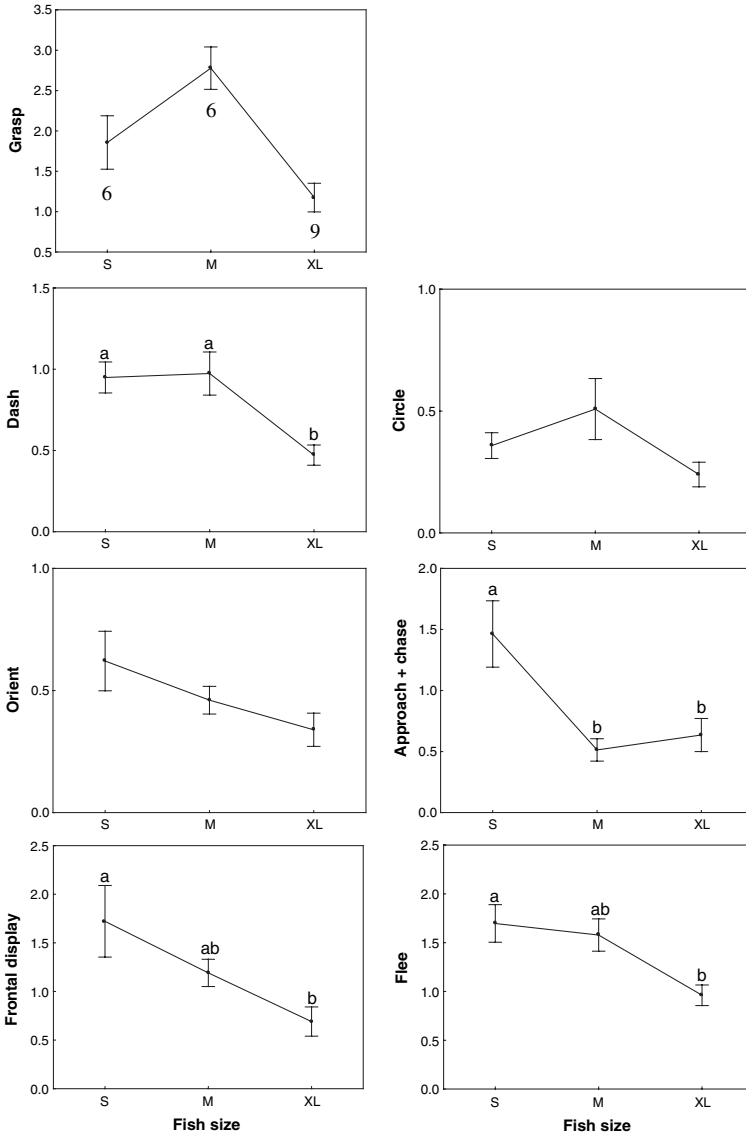 3.5
3.0
2.5
2.0
1.5
1.0
0.5
Grasp
6
6
9
S M XL
1.5
1.0
0.5
0.0
Dash
a a b
S M XL
1.0
0.5
0.0
Circle
S M XL
1.0
0.5
0.0
Orient
S M XL
2.0
1.5
1.0
0.5
0.0
Approach + chase
a
b b
S M XL
2.5
2.0
1.5
1.0
0.5
0.0
Frontal display
a
ab
b
S M XL
Fish size
2.5
2.0
1.5
1.0
0.5
0.0
Flee
a ab
b
S M XL
Fish size